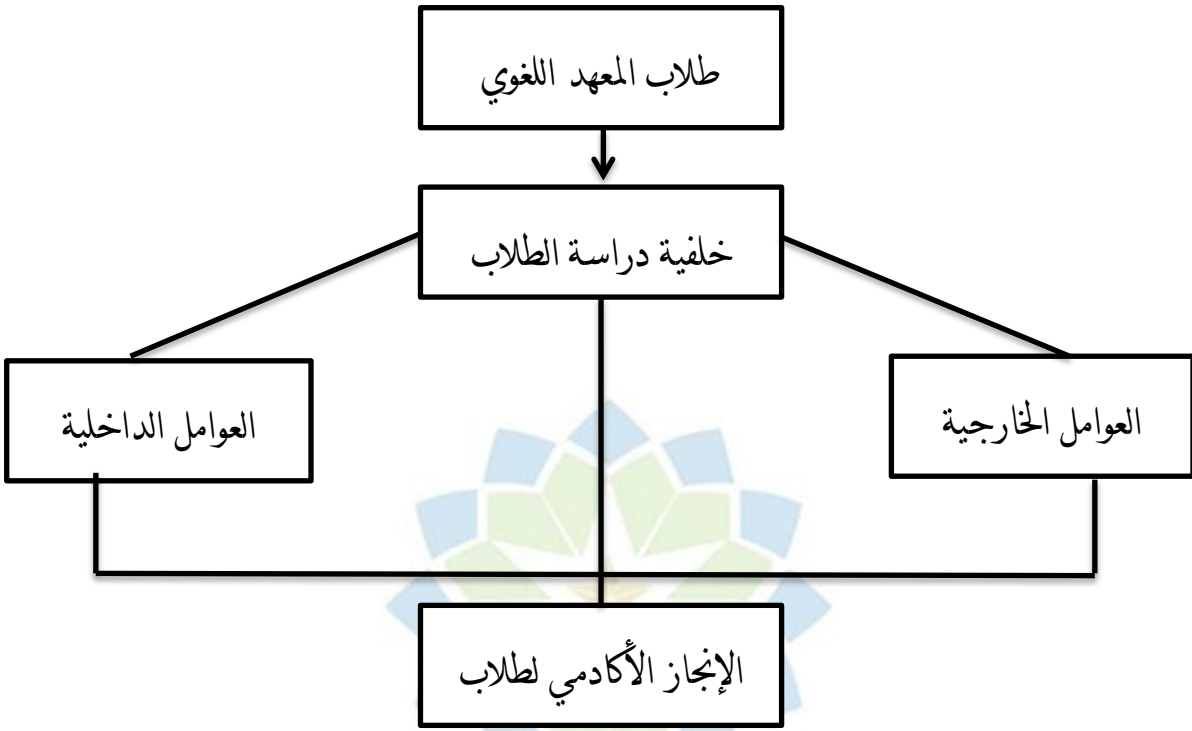 طلاب المعهد اللغوي
خلفية دراسة الطلاب
العوامل الخارجية
العوامل الداخلية
الإنجاز الأكادمي لطلاب